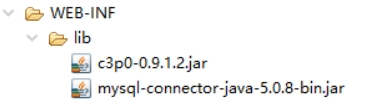 WEB-INF
lib
c3p0-0.9.1.2.jar
mysql-connector-java-5.0.8-bin.jar